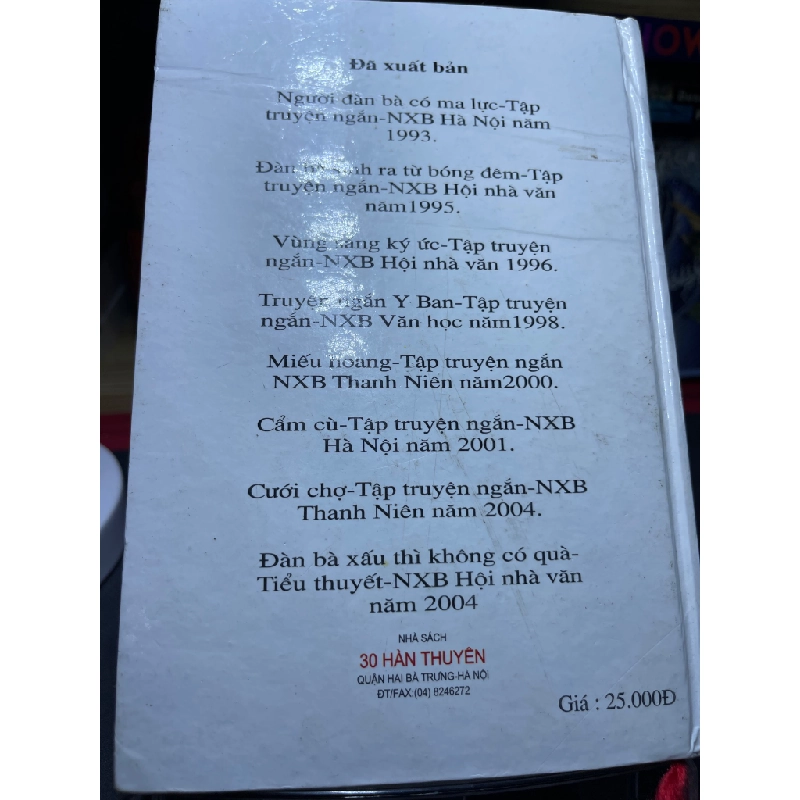 Đã xuất bản
Người đàn bà có ma lực-Tập
truyện ngắn-NXB Hà Nội năm
1993.
Đàn ra từ bóng đêm-Tập
truyện ngắn-NXB Hội nhà văn
năm1995.
Vùng sáng ký ức-Tập truyện
ngắn-NXB Hội nhà văn 1996.
Truyện ngắn Y Ban-Tập truyện
ngắn-NXB Văn học năm1998.
Miếu hoang-Tập truyện ngắn
NXB Thanh Niên năm2000.
Cẩm cù-Tập truyện ngắn-NXB
Hà Nội năm 2001.
Cưới chợ-Tập truyện ngắn-NXB
Thanh Niên năm 2004.
Đàn bà xấu thì không có quà-
Tiểu thuyết-NXB Hội nhà văn
năm 2004
NHÀ SÁCH
30 HÀN THUYÊN
QUẬN HAI BÀ TRƯNG-HÀ NỘI
ĐT/FAX:(04) 8246272
Giá : 25.000Đ